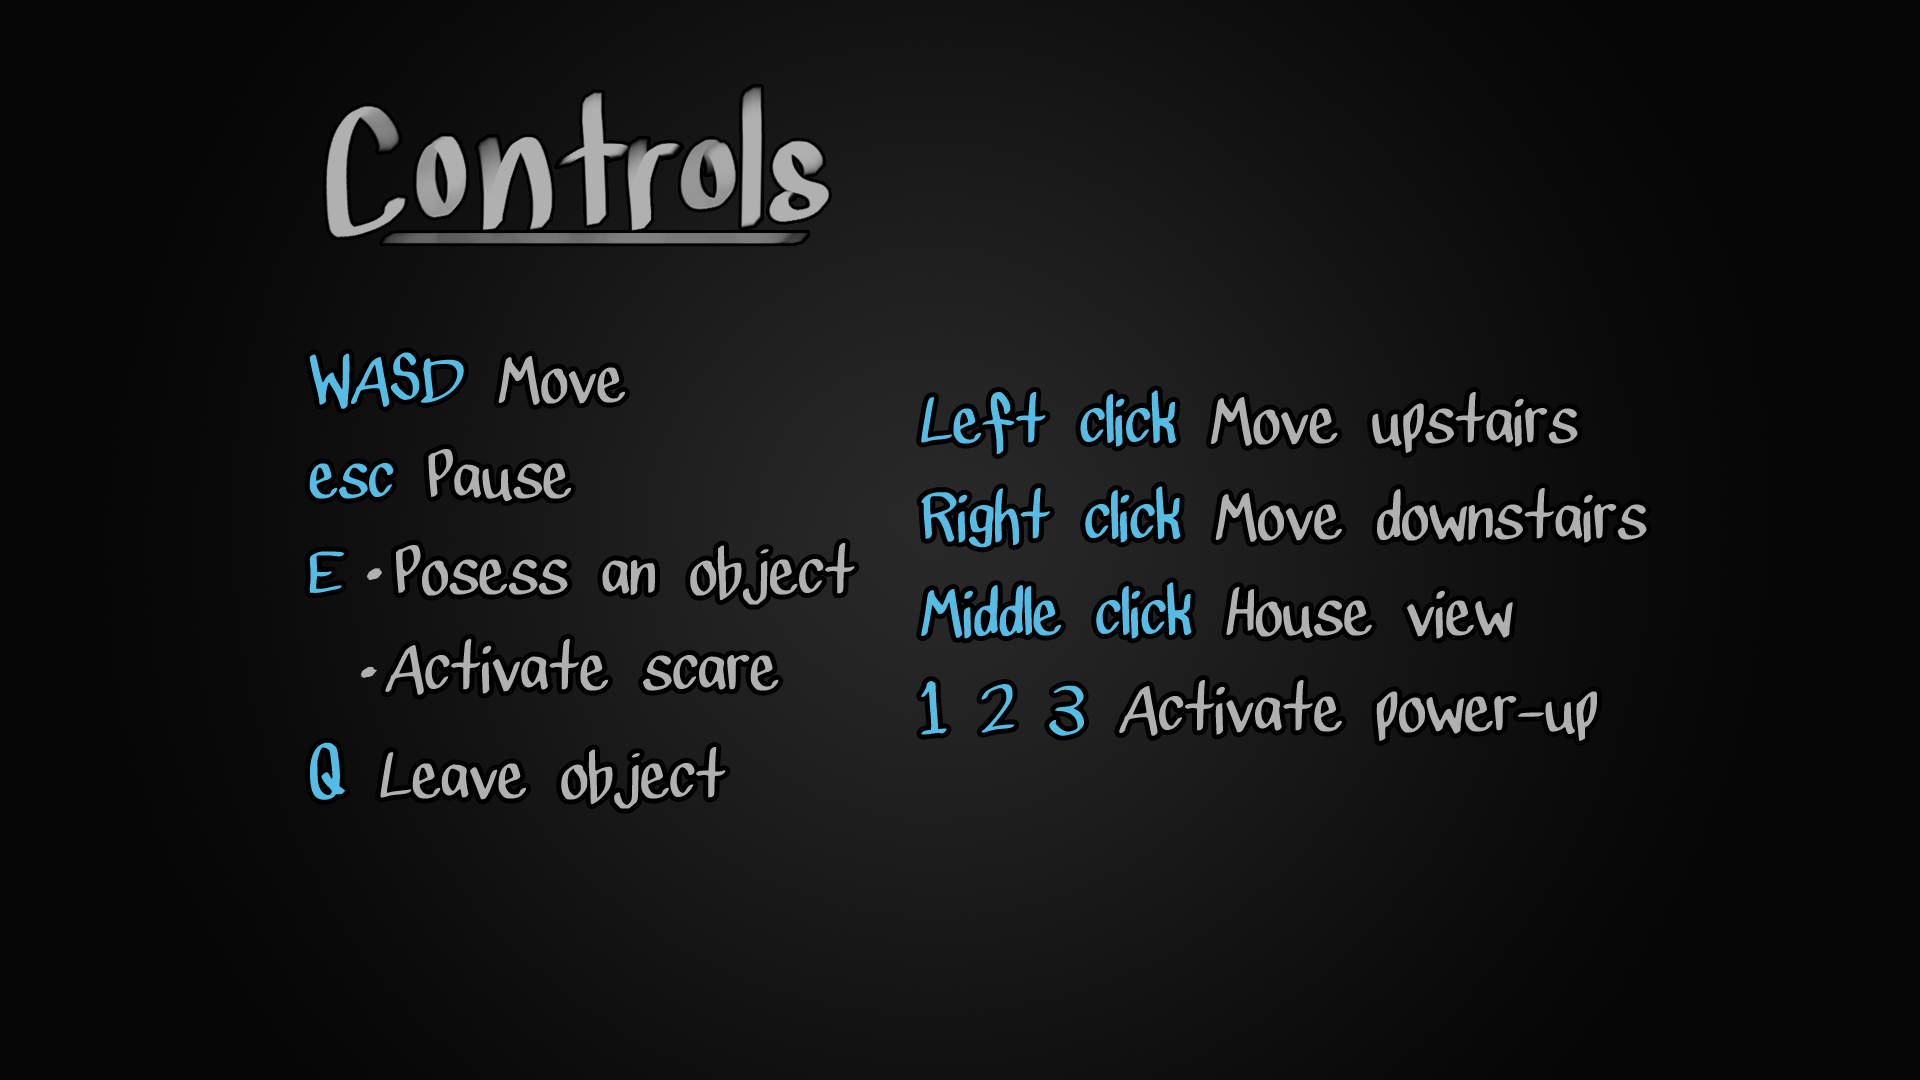 Controls
WASD Move
esc Pause
E •Posess an object
•Activate scare
Q Leave object
Left click Move upstairs
Right click Move downstairs
Middle click House view
1 2 3 Activate power-up